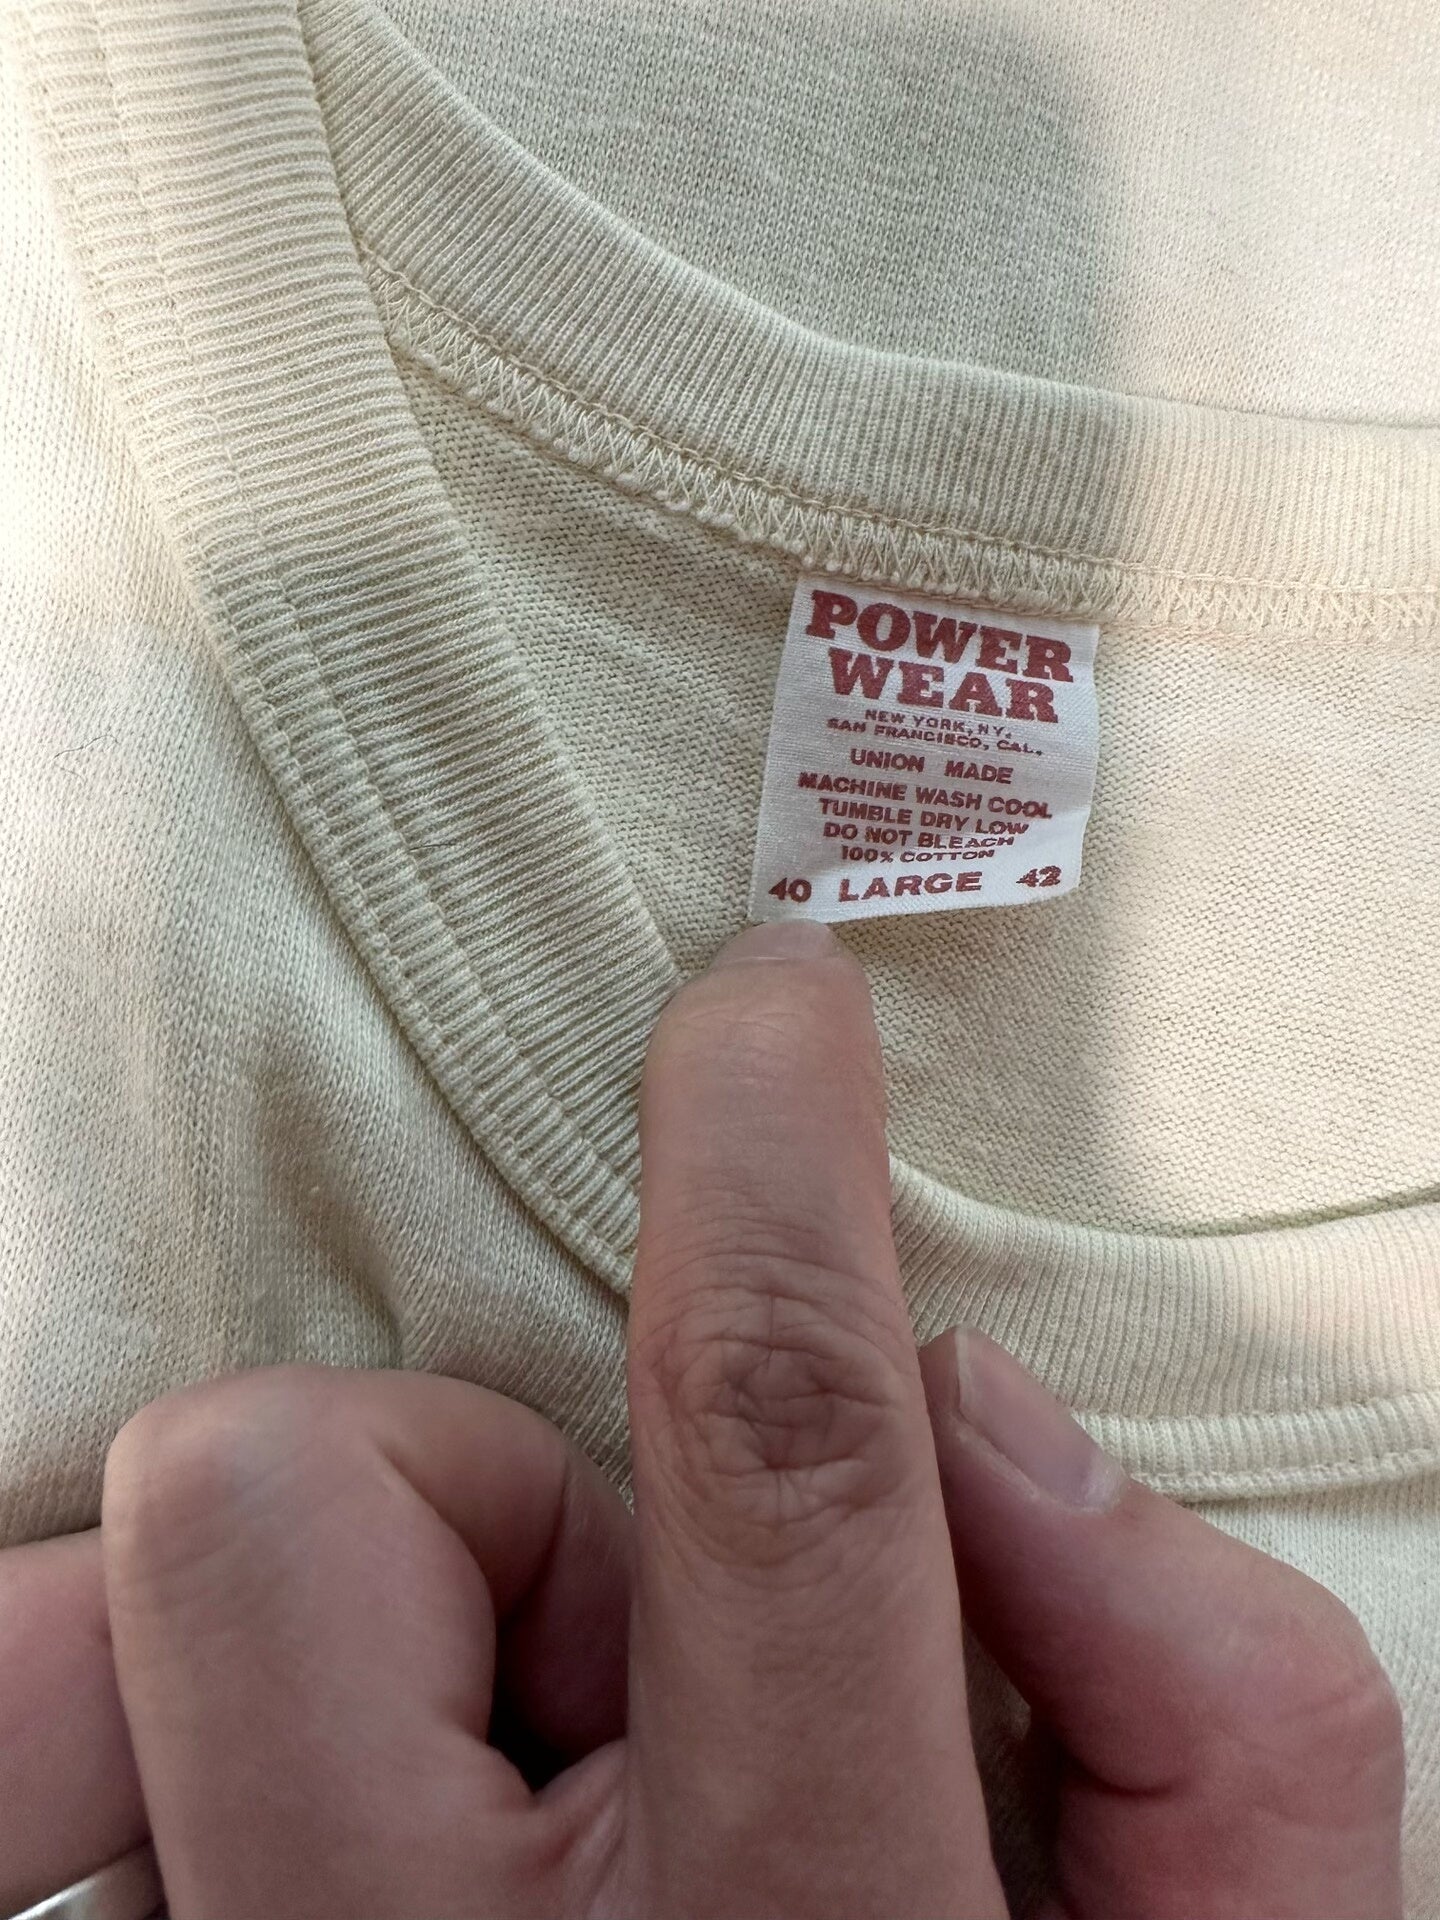 POWER
WEAR
NEW YORK, NY.
SAN FRANCISCO, CAL.
UNION MADE
MACHINE WASH COOL
TUMBLE DRY LOW
DO NOT BLEACH
100% COTTON
40 LARGE 42